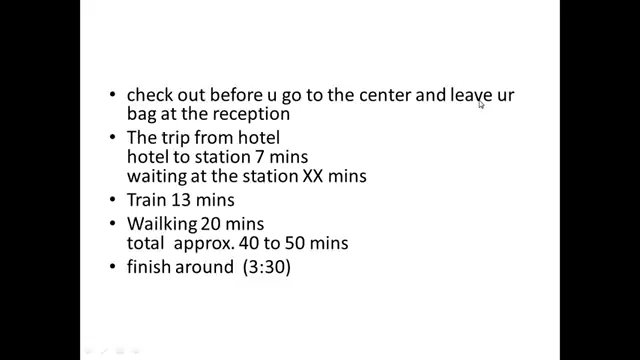 • check out before u go to the center and leave ur
bag at the reception
• The trip from hotel
hotel to station 7 mins
waiting at the station XX mins
• Train 13 mins
• Wailking 20 mins
total  approx. 40 to 50 mins
• finish around  (3:30)